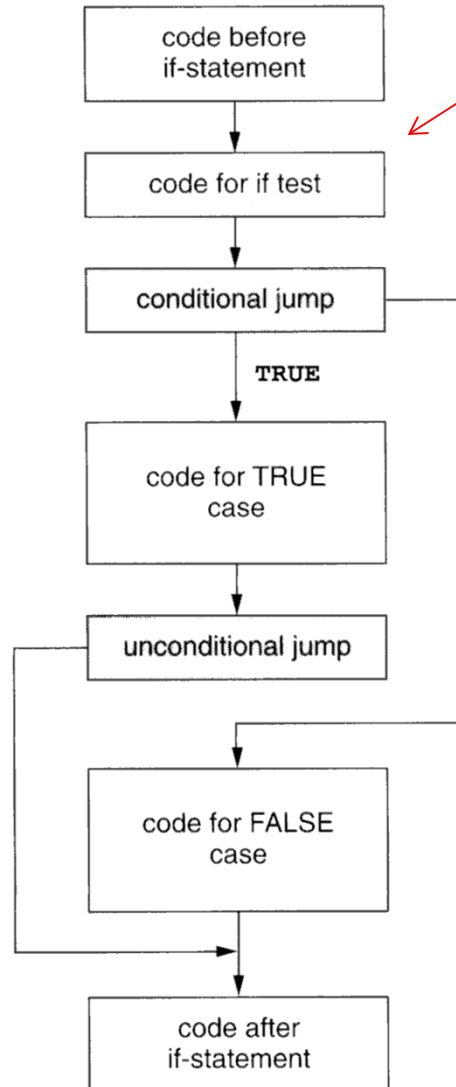 code before
if-statement
code for if test
conditional jump
TRUE
code for TRUE
case
unconditional jump
code for FALSE
case
code after
if-statement